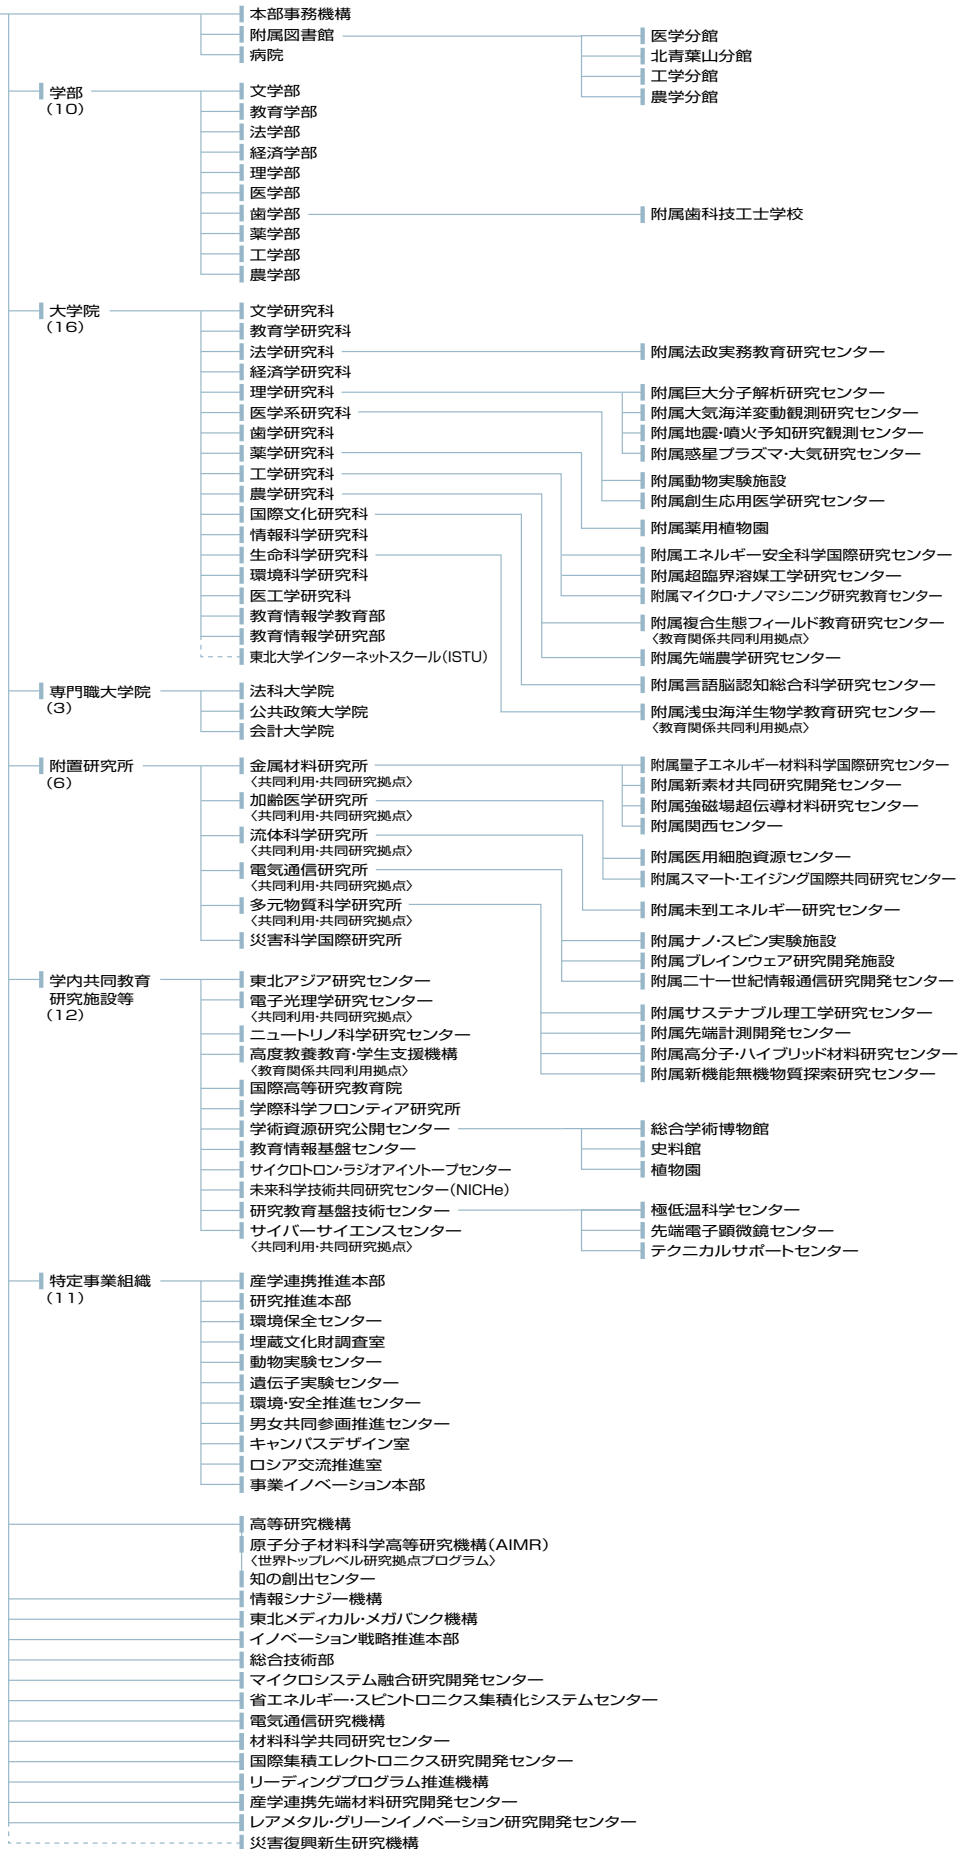 本部事務機構
附属図書館
医学分館
北青葉山分館
工学分館
農学分館
病院
学部
(10)
文学部
教育学部
法学部
経済学部
理学部
医学部
歯学部
附属歯科技工士学校
薬学部
工学部
農学部
大学院
(16)
文学研究科
教育学研究科
法学研究科
附属法政実務教育研究センター
経済学研究科
理学研究科
附属巨大分子解析研究センター
附属大気海洋変動観測研究センター
附属地震・噴火予知研究観測センター
附属惑星プラズマ・大気研究センター
医学系研究科
附属動物実験施設
附属創生応用医学研究センター
歯学研究科
薬学研究科
附属薬用植物園
工学研究科
附属エネルギー安全科学国際研究センター
附属超臨界溶媒工学研究センター
附属マイクロ・ナノマシニング研究教育センター
農学研究科
附属複合生態フィールド教育研究センター
〈教育関係共同利用拠点〉
附属先端農学研究センター
国際文化研究科
附属言語脳認知総合科学研究センター
情報科学研究科
生命科学研究科
附属浅虫海洋生物学教育研究センター
〈教育関係共同利用拠点〉
環境科学研究科
医工学研究科
教育情報学教育部
教育情報学研究部
東北大学インターネットスクール(ISTU)
専門職大学院
(3)
法科大学院
公共政策大学院
会計大学院
附置研究所
(6)
金属材料研究所
〈共同利用・共同研究拠点〉
附属量子エネルギー材料科学国際研究センター
附属新素材共同研究開発センター
附属強磁場超伝導材料研究センター
附属関西センター
加齢医学研究所
〈共同利用・共同研究拠点〉
附属医用細胞資源センター
附属スマート・エイジング国際共同研究センター
流体科学研究所
〈共同利用・共同研究拠点〉
附属未到エネルギー研究センター
電気通信研究所
〈共同利用・共同研究拠点〉
附属ナノ・スピン実験施設
附属ブレインウェア研究開発施設
附属二十一世紀情報通信研究開発センター
多元物質科学研究所
〈共同利用・共同研究拠点〉
附属サステナブル理工学研究センター
附属先端計測開発センター
附属高分子・ハイブリッド材料研究センター
附属新機能無機物質探索研究センター
災害科学国際研究所
学内共同教育
研究施設等
(12)
東北アジア研究センター
電子光理学研究センター
〈共同利用・共同研究拠点〉
ニュートリノ科学研究センター
高度教養教育・学生支援機構
〈教育関係共同利用拠点〉
国際高等研究教育院
学際科学フロンティア研究所
学術資源研究公開センター
総合学術博物館
史料館
植物園
教育情報基盤センター
サイクロトロン・ラジオアイソトープセンター
未来科学技術共同研究センター(NICHe)
研究教育基盤技術センター
極低温科学センター
先端電子顕微鏡センター
テクニカルサポートセンター
サイバーサイエンスセンター
〈共同利用・共同研究拠点〉
特定事業組織
(11)
産学連携推進本部
研究推進本部
環境保全センター
埋蔵文化財調査室
動物実験センター
遺伝子実験センター
環境・安全推進センター
男女共同参画推進センター
キャンパスデザイン室
ロシア交流推進室
事業イノベーション本部
高等研究機構
原子分子材料科学高等研究機構(AIMR)
〈世界トップレベル研究拠点プログラム〉
知の創出センター
情報シナジー機構
東北メディカル・メガバンク機構
イノベーション戦略推進本部
総合技術部
マイクロシステム融合研究開発センター
省エネルギー・スピントロニクス集積化システムセンター
電気通信研究機構
材料科学共同研究センター
国際集積エレクトロニクス研究開発センター
リーディングプログラム推進機構
産学連携先端材料研究開発センター
レアメタル・グリーンイノベーション研究開発センター
災害復興新生研究機構